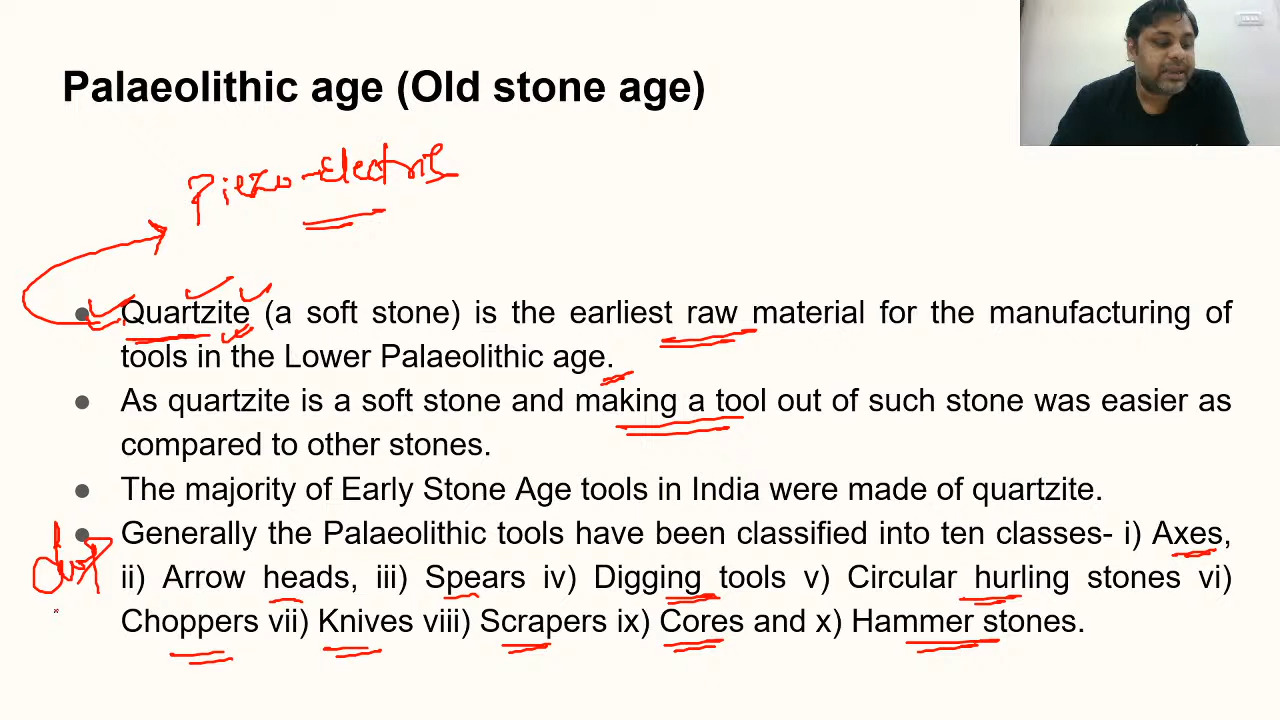 Palaeolithic age (Old stone age)
Piezo-Electric
● Quartzite (a soft stone) is the earliest raw material for the manufacturing of
tools in the Lower Palaeolithic age.
● As quartzite is a soft stone and making a tool out of such stone was easier as
compared to other stones.
● The majority of Early Stone Age tools in India were made of quartzite.
● Generally the Palaeolithic tools have been classified into ten classes- i) Axes,
ii) Arrow heads, iii) Spears iv) Digging tools v) Circular hurling stones vi)
Choppers vii) Knives viii) Scrapers ix) Cores and x) Hammer stones.